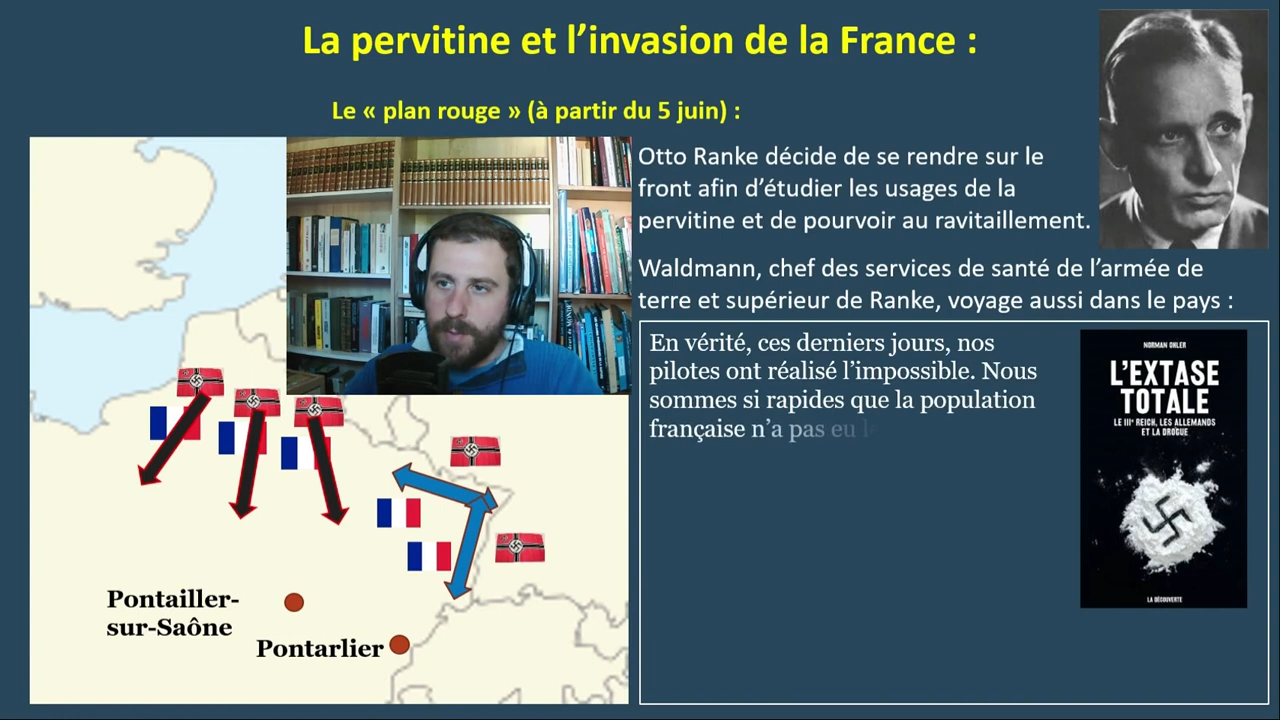 La pervitine et l’invasion de la France :
Le « plan rouge » (à partir du 5 juin) :
Otto Ranke décide de se rendre sur le
front afin d’étudier les usages de la
pervitine et de pourvoir au ravitaillement.
Waldmann, chef des services de santé de l’armée de
terre et supérieur de Ranke, voyage aussi dans le pays :
En vérité, ces derniers jours, nos
pilotes ont réalisé l’impossible. Nous
sommes si rapides que la population
française n’a pas eu
NORMAN OHLER
L’EXTASE
TOTALE
LE IIIe REICH, LES ALLEMANDS
ET LA DROGUE
LA DÉCOUVERTE
Pontailler-
sur-Saône
Pontarlier